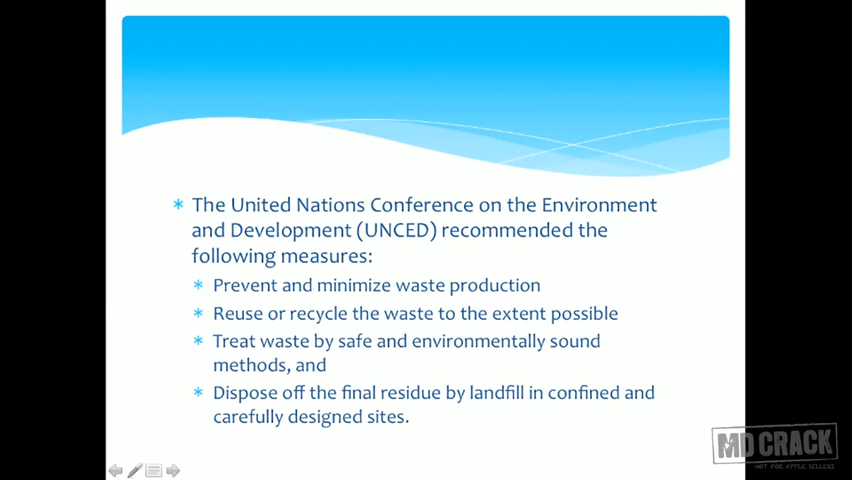 The United Nations Conference on the Environment
and Development (UNCED) recommended the
following measures:
Prevent and minimize waste production
Reuse or recycle the waste to the extent possible
Treat waste by safe and environmentally sound
methods, and
Dispose off the final residue by landfill in confined and
carefully designed sites.
MD CRACK
NOT FOR APPLE SELLERS